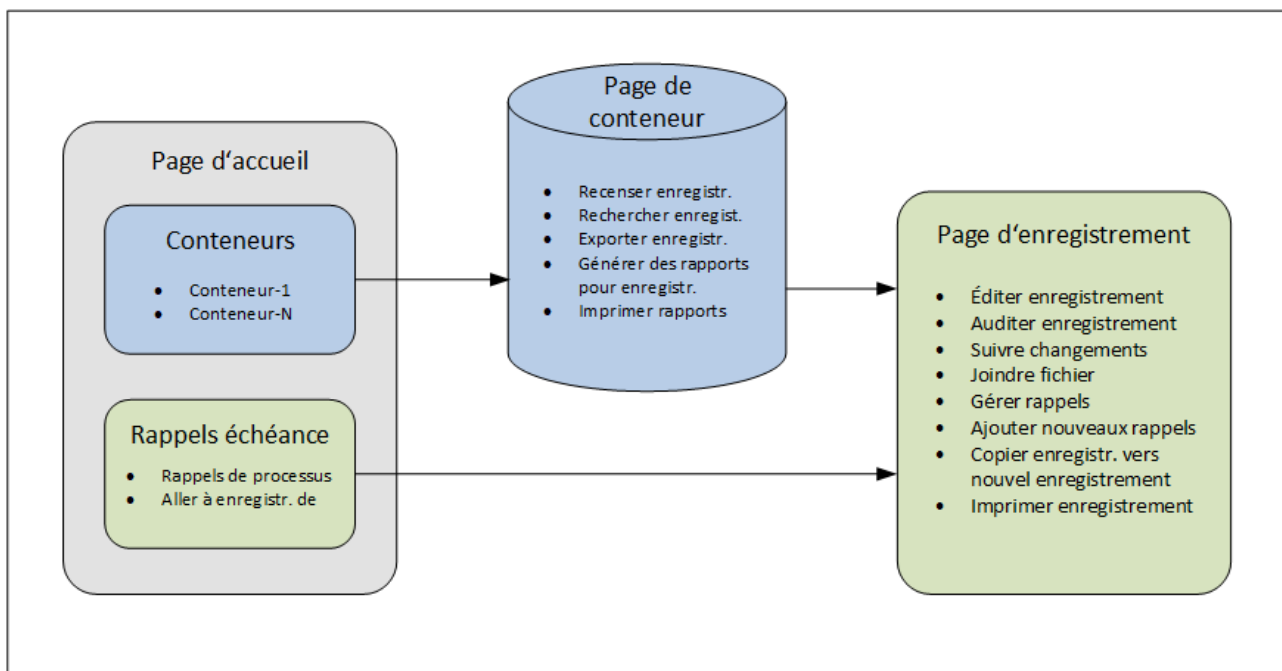 Page d‘accueil
Conteneurs
• Conteneur-1
• Conteneur-N
Rappels échéance
• Rappels de processus
• Aller à enregistr. de
Page de
conteneur
• Recenser enregistr.
• Rechercher enregist.
• Exporter enregistr.
• Générer des rapports
pour enregistr.
• Imprimer rapports
Page d‘enregistrement
• Éditer enregistrement
• Auditer enregistrement
• Suivre changements
• Joindre fichier
• Gérer rappels
• Ajouter nouveaux rappels
• Copier enregistr. vers
nouvel enregistrement
• Imprimer enregistrement